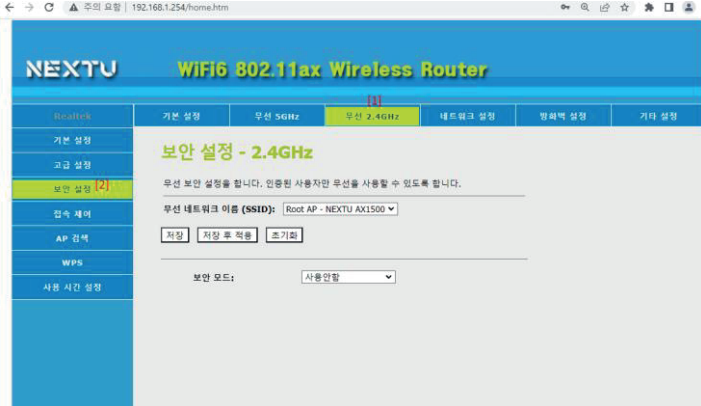 주의 요함 | 192.168.1.254/home.htm
NEXTU WiFi6 802.11ax Wireless Router
[1]
Realtek 기본 설정 무선 5GHz 무선 2.4GHz 네트워크 설정 방화벽 설정 기타 설정
기본 설정
고급 설정
보안 설정 [2]
접속 제어
AP 검색
WPS
사용 시간 설정
보안 설정 - 2.4GHz
무선 보안 설정을 합니다. 인증된 사용자만 무선을 사용할 수 있도록 합니다.
무선 네트워크 이름 (SSID): Root AP - NEXTU AX1500
저장 저장 후 적용 초기화
보안 모드: 사용안함